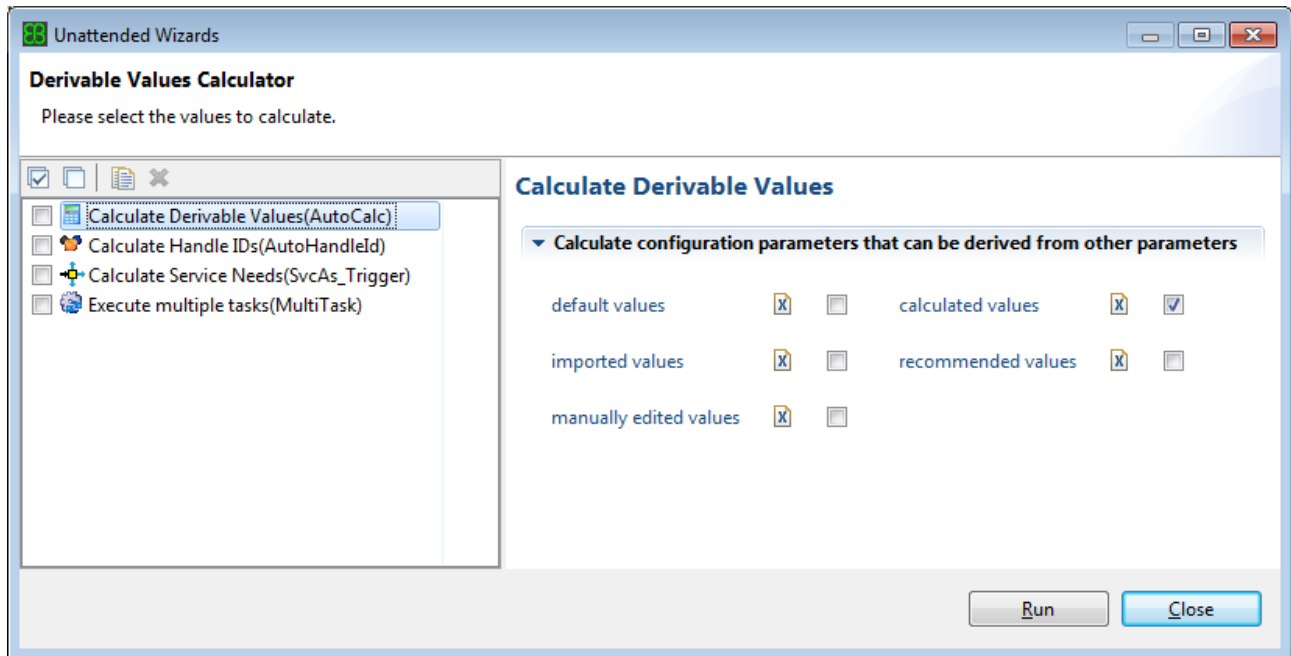 EB Unattended Wizards
Derivable Values Calculator
Please select the values to calculate.
Calculate Derivable Values(AutoCalc)
Calculate Handle IDs(AutoHandleId)
Calculate Service Needs(SvcAs_Trigger)
Execute multiple tasks(MultiTask)
Calculate Derivable Values
Calculate configuration parameters that can be derived from other parameters
default values X calculated values X
imported values X recommended values X
manually edited values X
Run Close